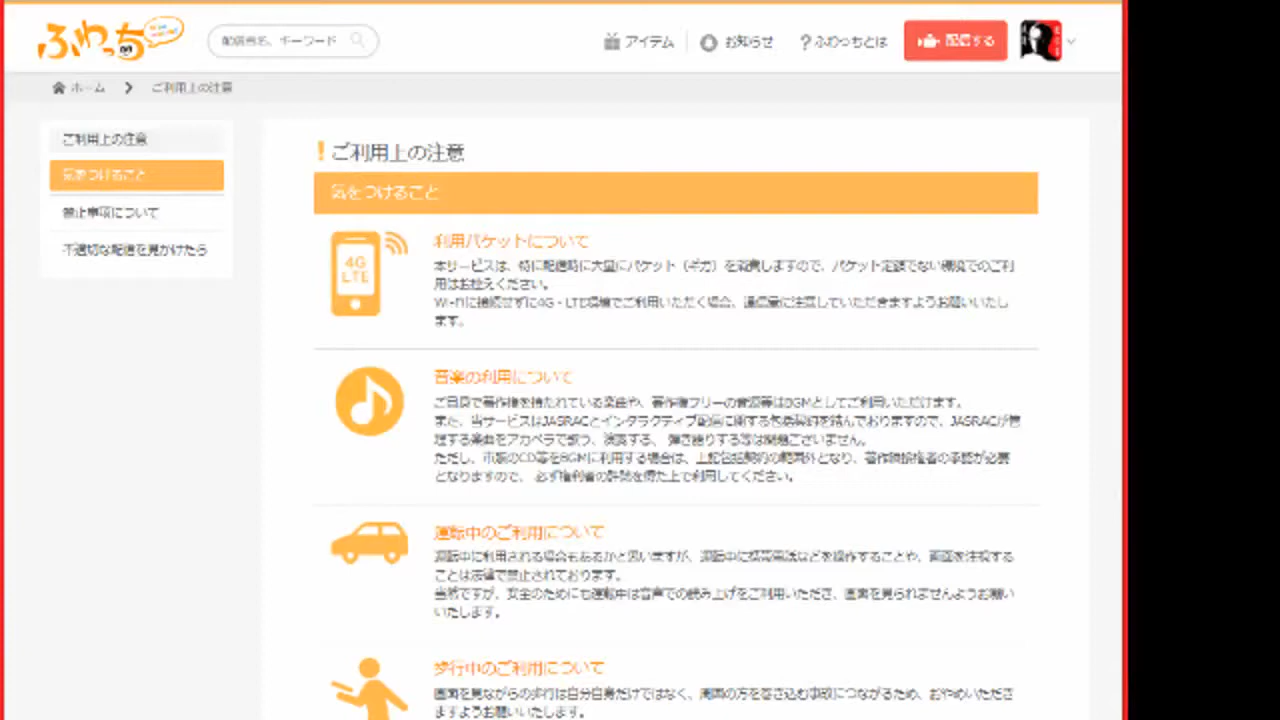 ふわっち
配信者名、キーワード
アイテム
お知らせ
?ふわっちとは
配信する
ホーム
ご利用上の注意
ご利用上の注意
気をつけること
禁止事項について
不適切な配信を見かけたら
ご利用上の注意
気をつけること
4G
LTE
利用パケットについて
本サービスは、特に配信時に大量にパケット（ギガ）を消費しますので、パケット定額でない環境でのご利
用はお控えください。
Wi-Fiに接続せずに4G・LTE環境でご利用いただく場合、通信量に注意していただきますようお願いいたし
ます。
音楽の利用について
ご自身で著作権を持たれている楽曲や、著作権フリーの音源等はBGMとしてご利用いただけます。
また、当サービスはJASRACとインタラクティブ配信に関する包括契約を結んでおりますので、JASRACが管
理する楽曲をアカペラで歌う、演奏する、 弾き語りする等は問題ございません。
ただし、市販のCD等をBGMに利用する場合は、上記包括契約の範囲外となり、著作隣接権者の承諾が必要
となりますので、 必ず権利者の許諾を得た上で利用してください。
運転中のご利用について
運転中に利用される場合もあるかと思いますが、運転中に携帯電話などを操作することや、画面を注視する
ことは法律で禁止されております。
当然ですが、安全のためにも運転中は音声での読み上げをご利用いただき、画面を見られませんようお願い
いたします。
歩行中のご利用について
画面を見ながらの歩行は自分自身だけではなく、周囲の方を巻き込む事故につながるため、おやめいただき
ますようお願いいたします。